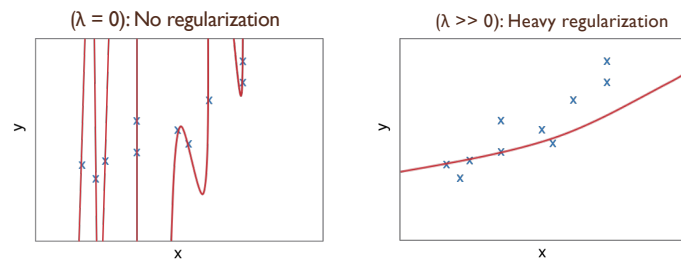 (λ = 0): No regularization
y
x
(λ >> 0): Heavy regularization
y
x